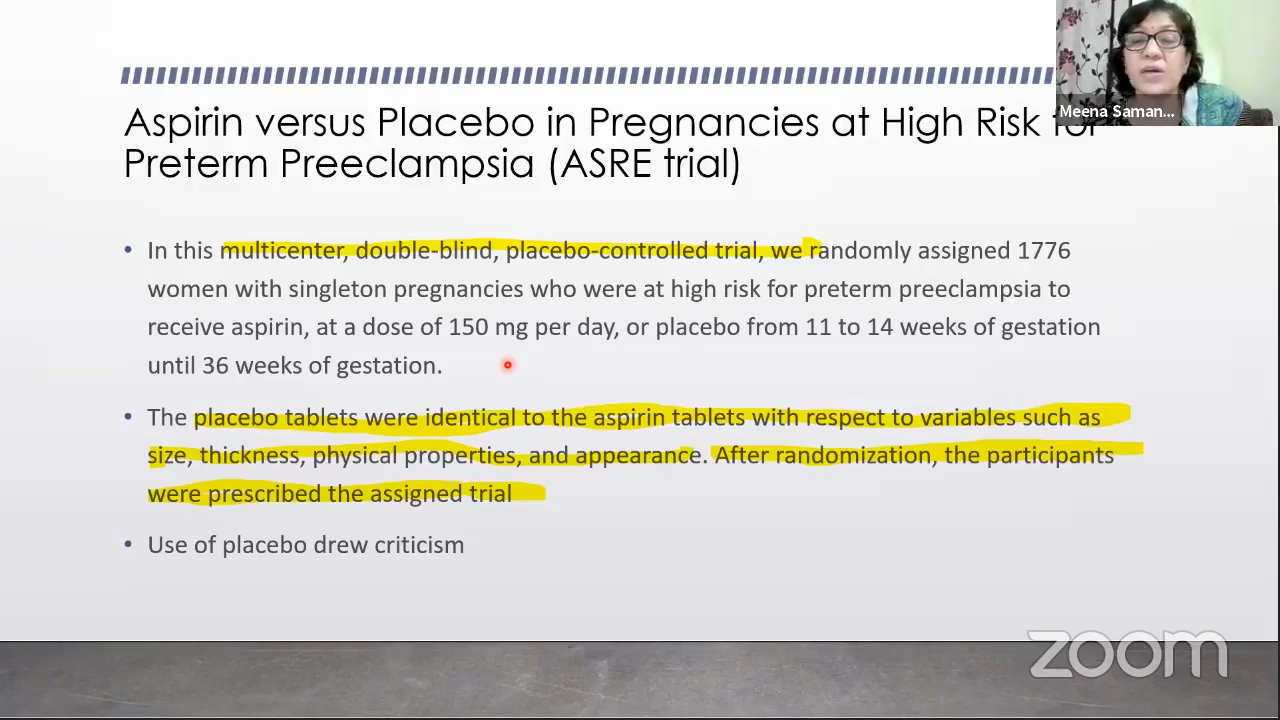 Aspirin versus Placebo in Pregnancies at High Risk for
Preterm Preeclampsia (ASRE trial)
Meena Saman...
• In this multicenter, double-blind, placebo-controlled trial, we randomly assigned 1776
women with singleton pregnancies who were at high risk for preterm preeclampsia to
receive aspirin, at a dose of 150 mg per day, or placebo from 11 to 14 weeks of gestation
until 36 weeks of gestation.
• The placebo tablets were identical to the aspirin tablets with respect to variables such as
size, thickness, physical properties, and appearance. After randomization, the participants
were prescribed the assigned trial
• Use of placebo drew criticism
zoom